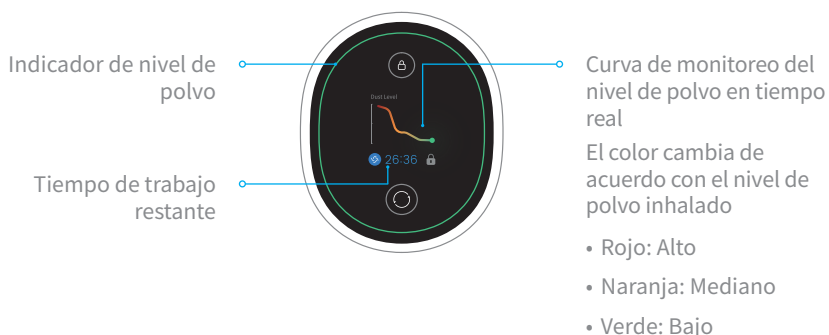 Indicador de nivel de
polvo
Tiempo de trabajo
restante
Dust Level
26:36
Curva de monitoreo del
nivel de polvo en tiempo
real
El color cambia de
acuerdo con el nivel de
polvo inhalado
• Rojo: Alto
• Naranja: Mediano
• Verde: Bajo